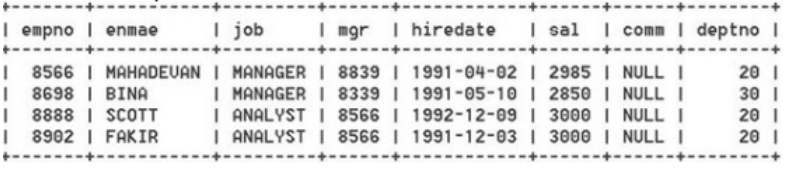 +-------+-----------+---------+------+------------+------+------+--------+
| empno | enmae | job | mgr | hiredate | sal | comm | deptno |
+-------+-----------+---------+------+------------+------+------+--------+
| 8566 | MAHADEVAN | MANAGER | 8839 | 1991-04-02 | 2985 | NULL | 20 |
| 8698 | BINA | MANAGER | 8339 | 1991-05-10 | 2850 | NULL | 30 |
| 8888 | SCOTT | ANALYST | 8566 | 1992-12-09 | 3000 | NULL | 20 |
| 8902 | FAKIR | ANALYST | 8566 | 1992-12-03 | 3000 | NULL | 20 |
+-------+-----------+---------+------+------------+------+------+--------+